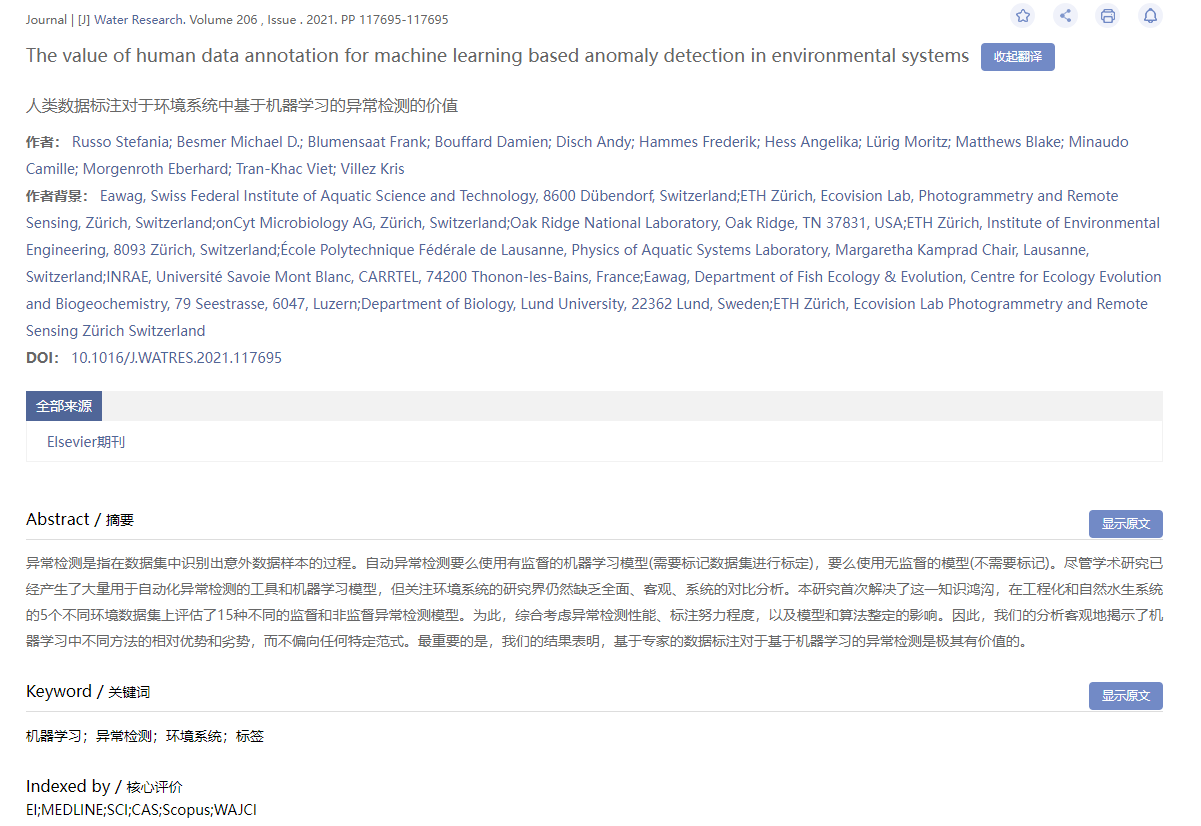 Journal | [J] Water Research. Volume 206 , Issue . 2021. PP 117695-117695
The value of human data annotation for machine learning based anomaly detection in environmental systems 收起翻译
人类数据标注对于环境系统中基于机器学习的异常检测的价值
作者： Russo Stefania; Besmer Michael D.; Blumensaat Frank; Bouffard Damien; Disch Andy; Hammes Frederik; Hess Angelika; Lürig Moritz; Matthews Blake; Minaudo
Camille; Morgenroth Eberhard; Tran-Khac Viet; Villez Kris
作者背景： Eawag, Swiss Federal Institute of Aquatic Science and Technology, 8600 Dübendorf, Switzerland;ETH Zürich, Ecovision Lab, Photogrammetry and Remote
Sensing, Zürich, Switzerland;onCyt Microbiology AG, Zürich, Switzerland;Oak Ridge National Laboratory, Oak Ridge, TN 37831, USA;ETH Zürich, Institute of Environmental
Engineering, 8093 Zürich, Switzerland;École Polytechnique Fédérale de Lausanne, Physics of Aquatic Systems Laboratory, Margaretha Kamprad Chair, Lausanne,
Switzerland;INRAE, Université Savoie Mont Blanc, CARRTEL, 74200 Thonon-les-Bains, France;Eawag, Department of Fish Ecology & Evolution, Centre for Ecology Evolution
and Biogeochemistry, 79 Seestrasse, 6047, Luzern;Department of Biology, Lund University, 22362 Lund, Sweden;ETH Zürich, Ecovision Lab Photogrammetry and Remote
Sensing Zürich Switzerland
DOI： 10.1016/J.WATRES.2021.117695
全部来源
Elsevier期刊
Abstract / 摘要 显示原文
异常检测是指在数据集中识别出意外数据样本的过程。自动异常检测要么使用有监督的机器学习模型(需要标记数据集进行标定)，要么使用无监督的模型(不需要标记)。尽管学术研究已
经产生了大量用于自动化异常检测的工具和机器学习模型，但关注环境系统的研究界仍然缺乏全面、客观、系统的对比分析。本研究首次解决了这一知识鸿沟，在工程化和自然水生系统
的5个不同环境数据集上评估了15种不同的监督和非监督异常检测模型。为此，综合考虑异常检测性能、标注努力程度，以及模型和算法整定的影响。因此，我们的分析客观地揭示了机
器学习中不同方法的相对优势和劣势，而不偏向任何特定范式。最重要的是，我们的结果表明，基于专家的数据标注对于基于机器学习的异常检测是极其有价值的。
Keyword / 关键词 显示原文
机器学习；异常检测；环境系统；标签
Indexed by / 核心评价
EI;MEDLINE;SCI;CAS;Scopus;WAJCI